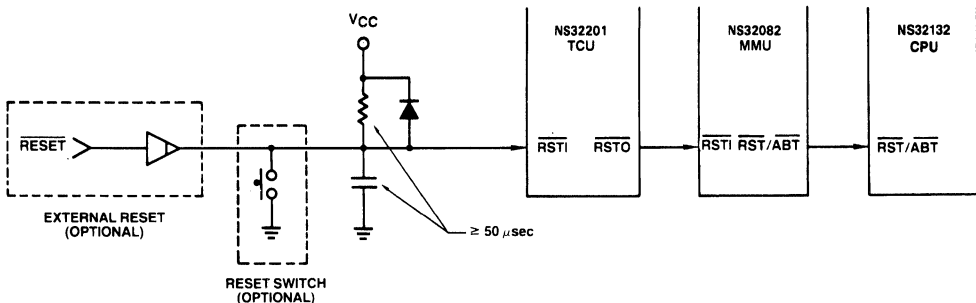 VCC
NS32201
TCU
NS32082
MMU
NS32132
CPU
RESET
RSTI RSTO
RSTI RST/ABT
RST/ABT
EXTERNAL RESET
(OPTIONAL)
≥ 50 μsec
RESET SWITCH
(OPTIONAL)